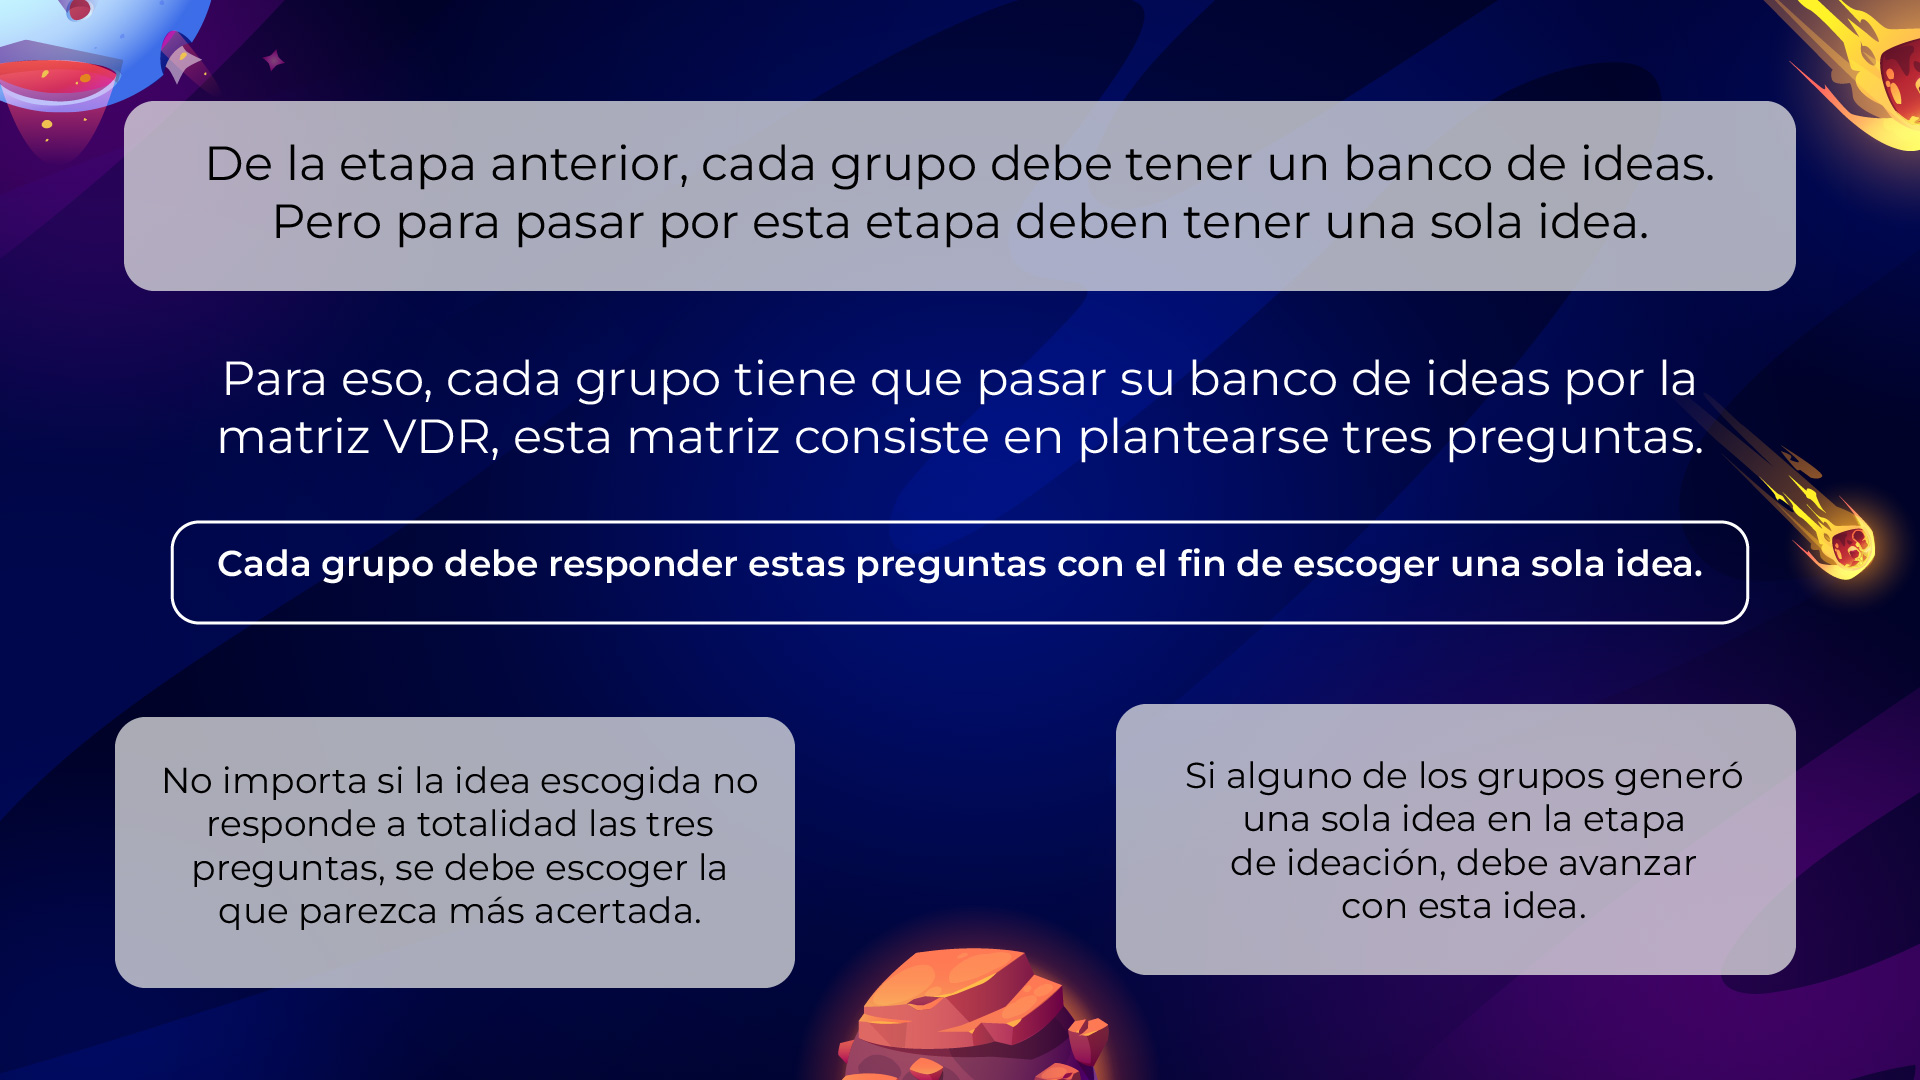 De la etapa anterior, cada grupo debe tener un banco de ideas.
Pero para pasar por esta etapa deben tener una sola idea.
Para eso, cada grupo tiene que pasar su banco de ideas por la
matriz VDR, esta matriz consiste en plantearse tres preguntas.
Cada grupo debe responder estas preguntas con el fin de escoger una sola idea.
No importa si la idea escogida no
responde a totalidad las tres
preguntas, se debe escoger la
que parezca más acertada.
Si alguno de los grupos generó
una sola idea en la etapa
de ideación, debe avanzar
con esta idea.